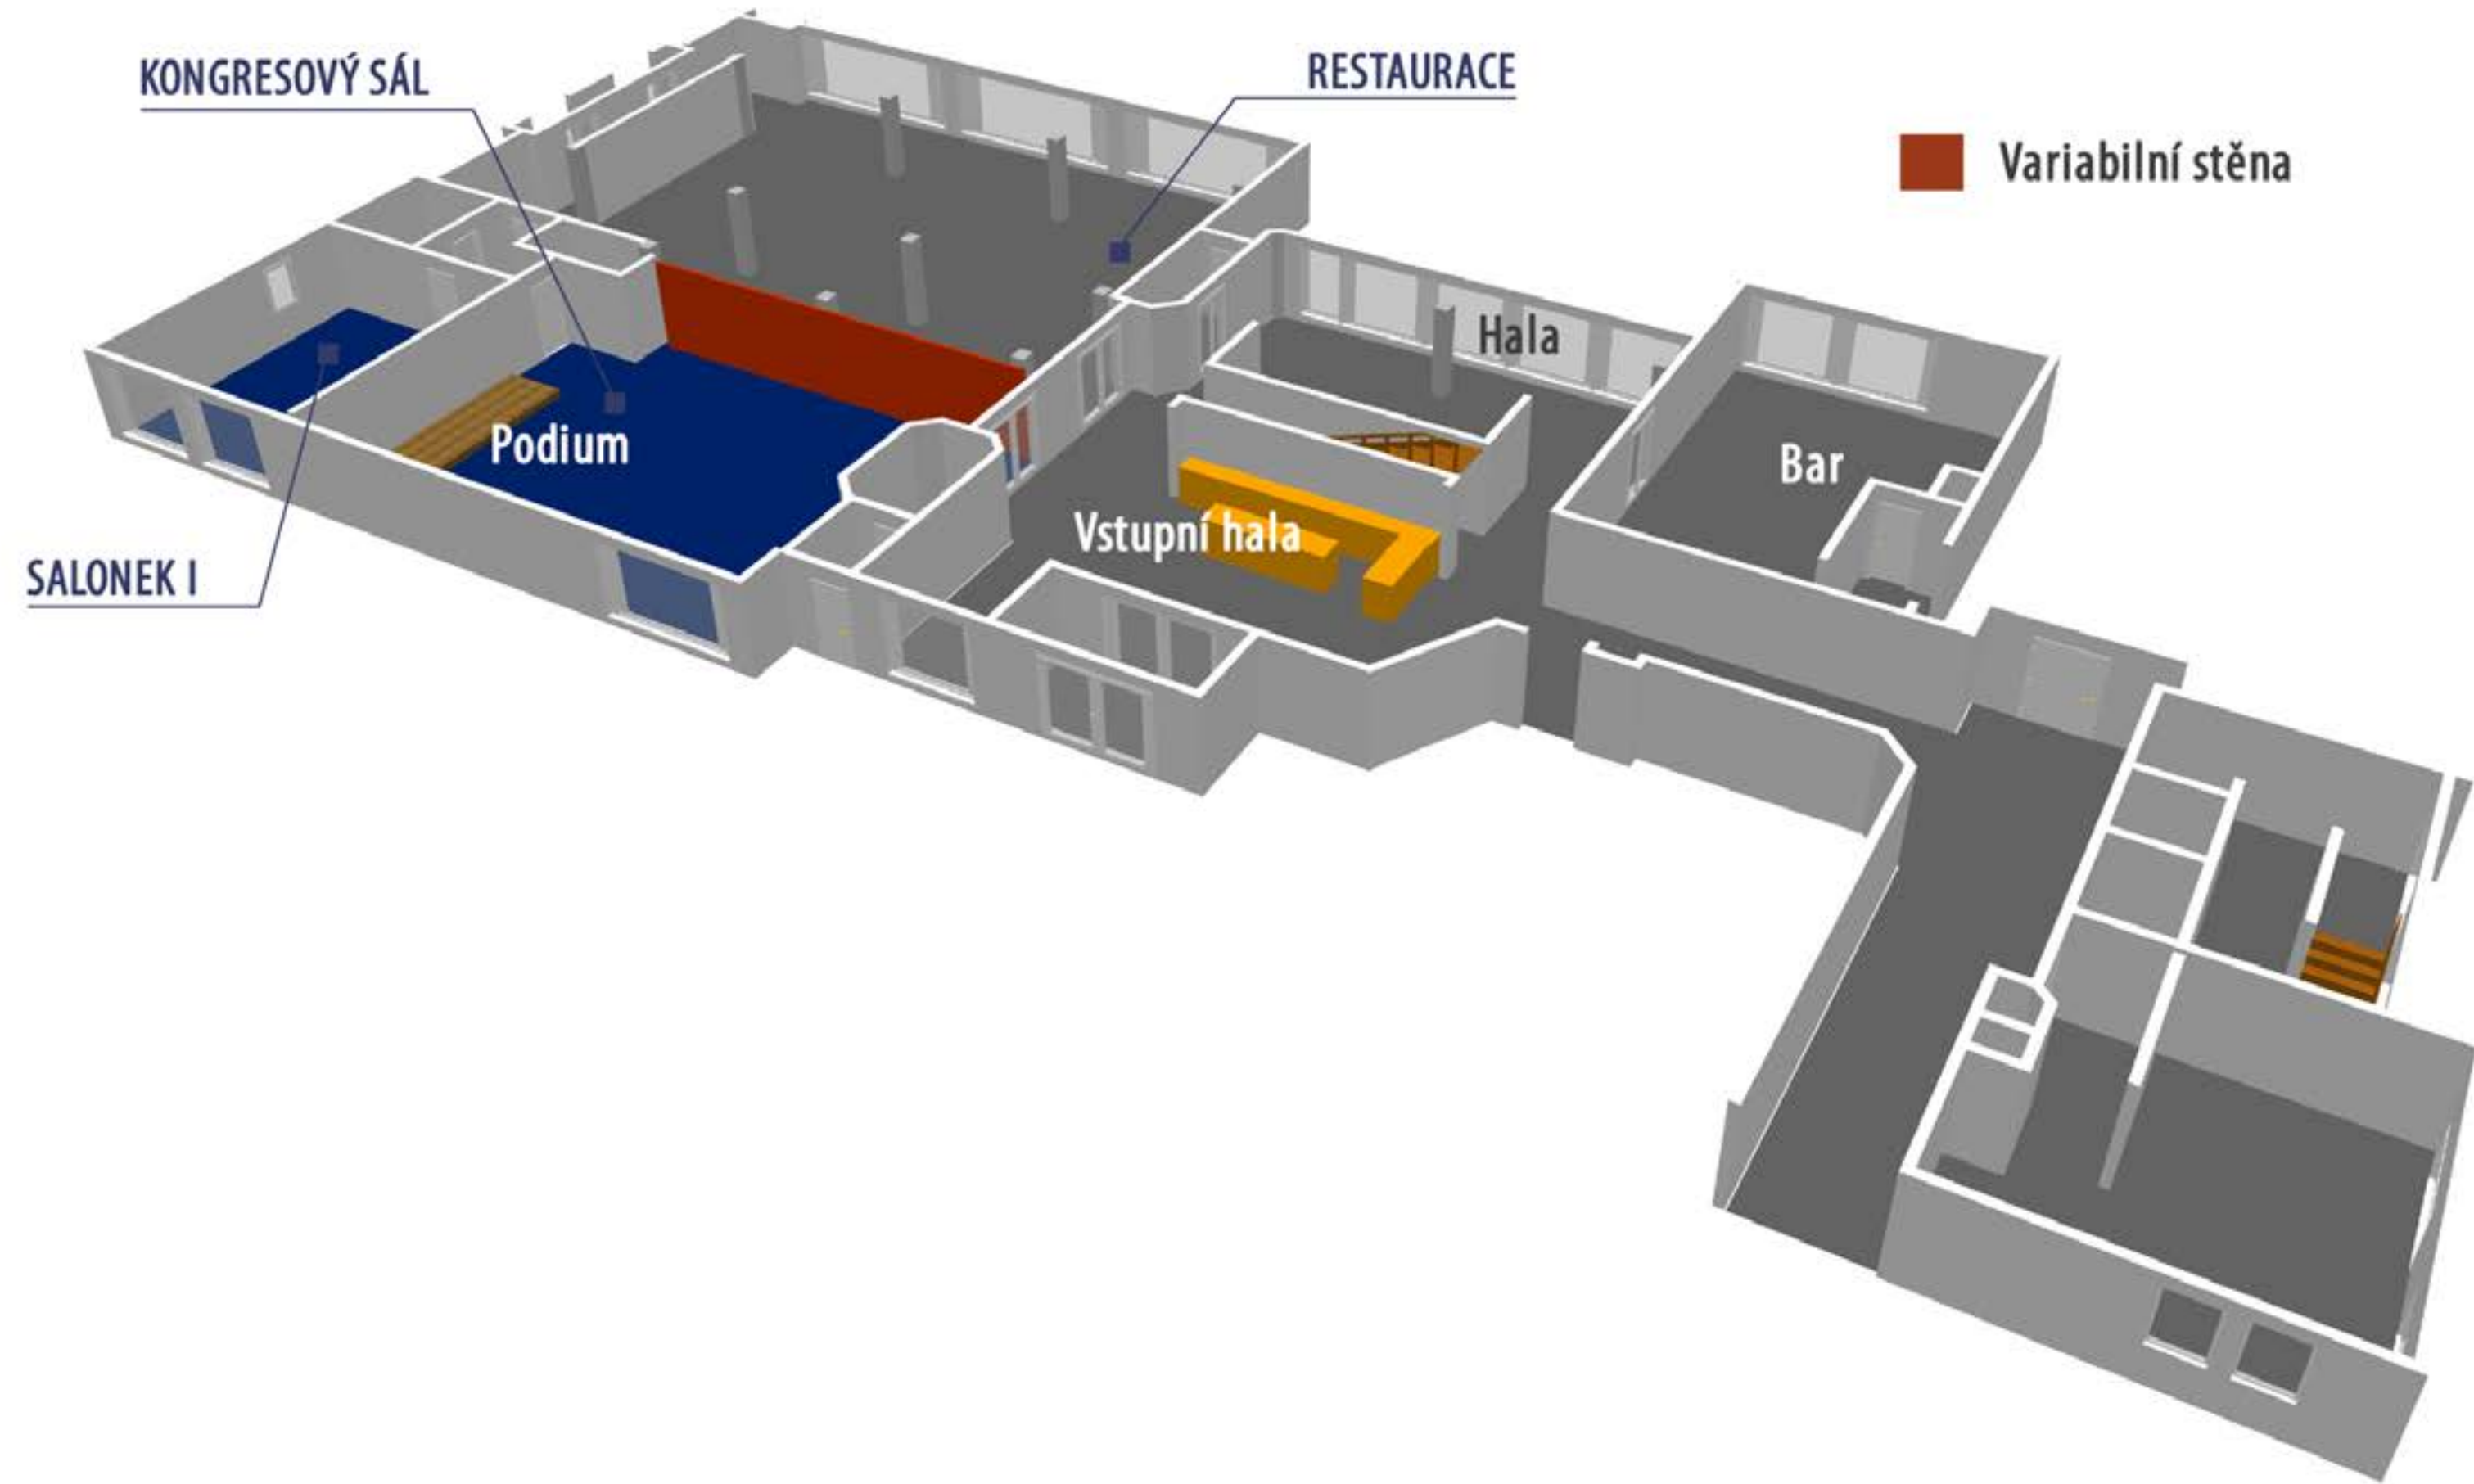 KONGRESOVÝ SÁL
RESTAURACE
Variabilní stěna
Hala
Podium
Bar
Vstupní hala
SALONEK I